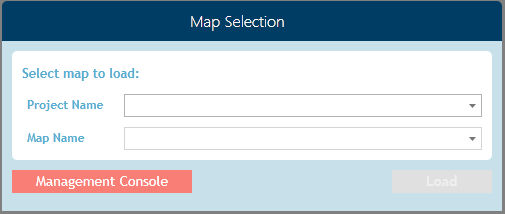 Map Selection
Select map to load:
Project Name
Map Name
Management Console
Load